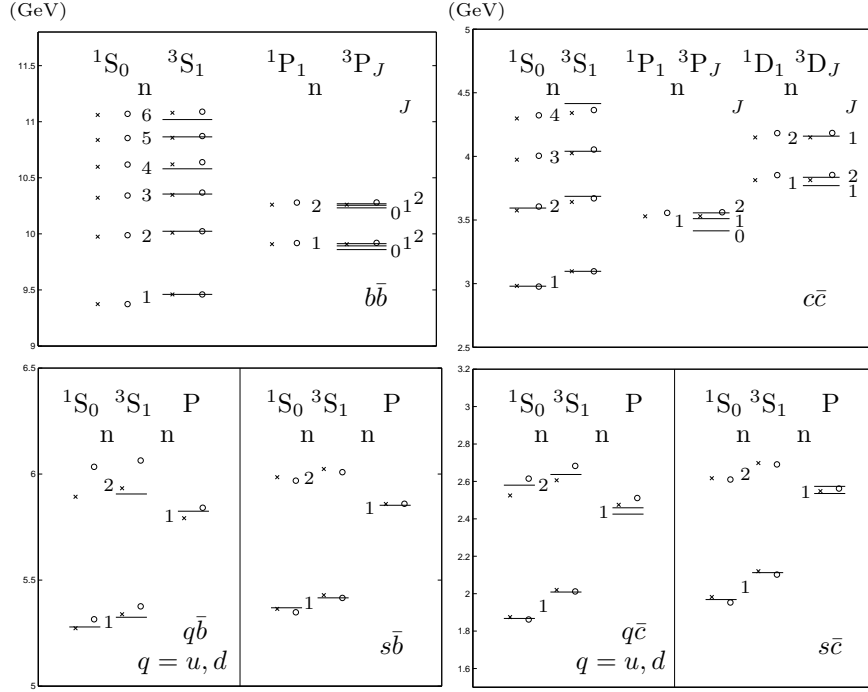 (GeV) (GeV)
11.5
11
10.5
10
9.5
9
¹S₀ ³S₁ ¹P₁ ³P_J
n n
J
6
5
4
3
2
1
2 0 1 2
1 0 1 2
bb̄
5
4.5
4
3.5
3
2.5
¹S₀ ³S₁ ¹P₁ ³P_J ¹D₁ ³D_J
n n n
J J
4
3
2
1
1 2 1 0
2 1
1 2 1
cc̄
6.5
6
5.5
5
¹S₀ ³S₁ P
n n
2
1
1
qb̄
q = u, d
¹S₀ ³S₁ P
n n
2
1
1
sb̄
3.2
3
2.8
2.6
2.4
2.2
2
1.8
1.6
¹S₀ ³S₁ P
n n
2
1
1
qc̄
q = u, d
¹S₀ ³S₁ P
n n
2
1
1
sc̄